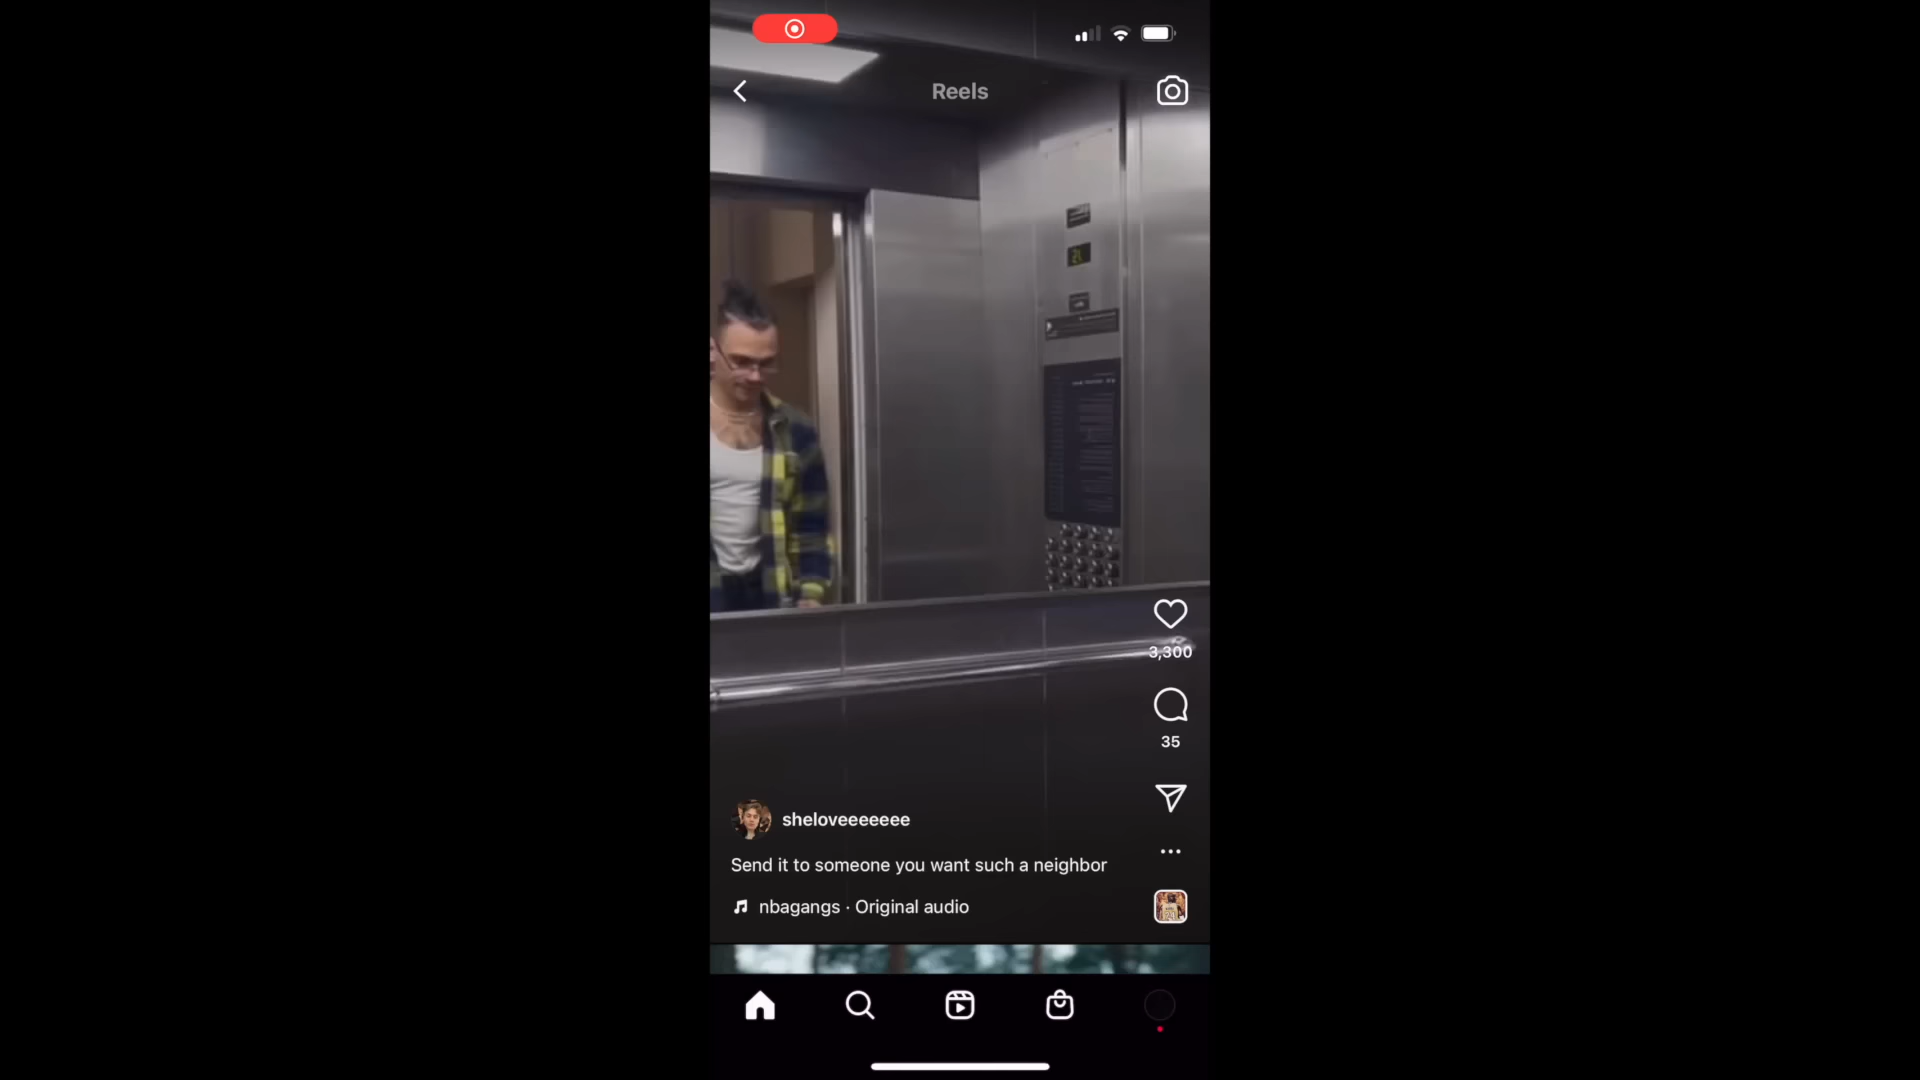 Reels
3,300
35
sheloveeeeeee
Send it to someone you want such a neighbor
nbagangs · Original audio